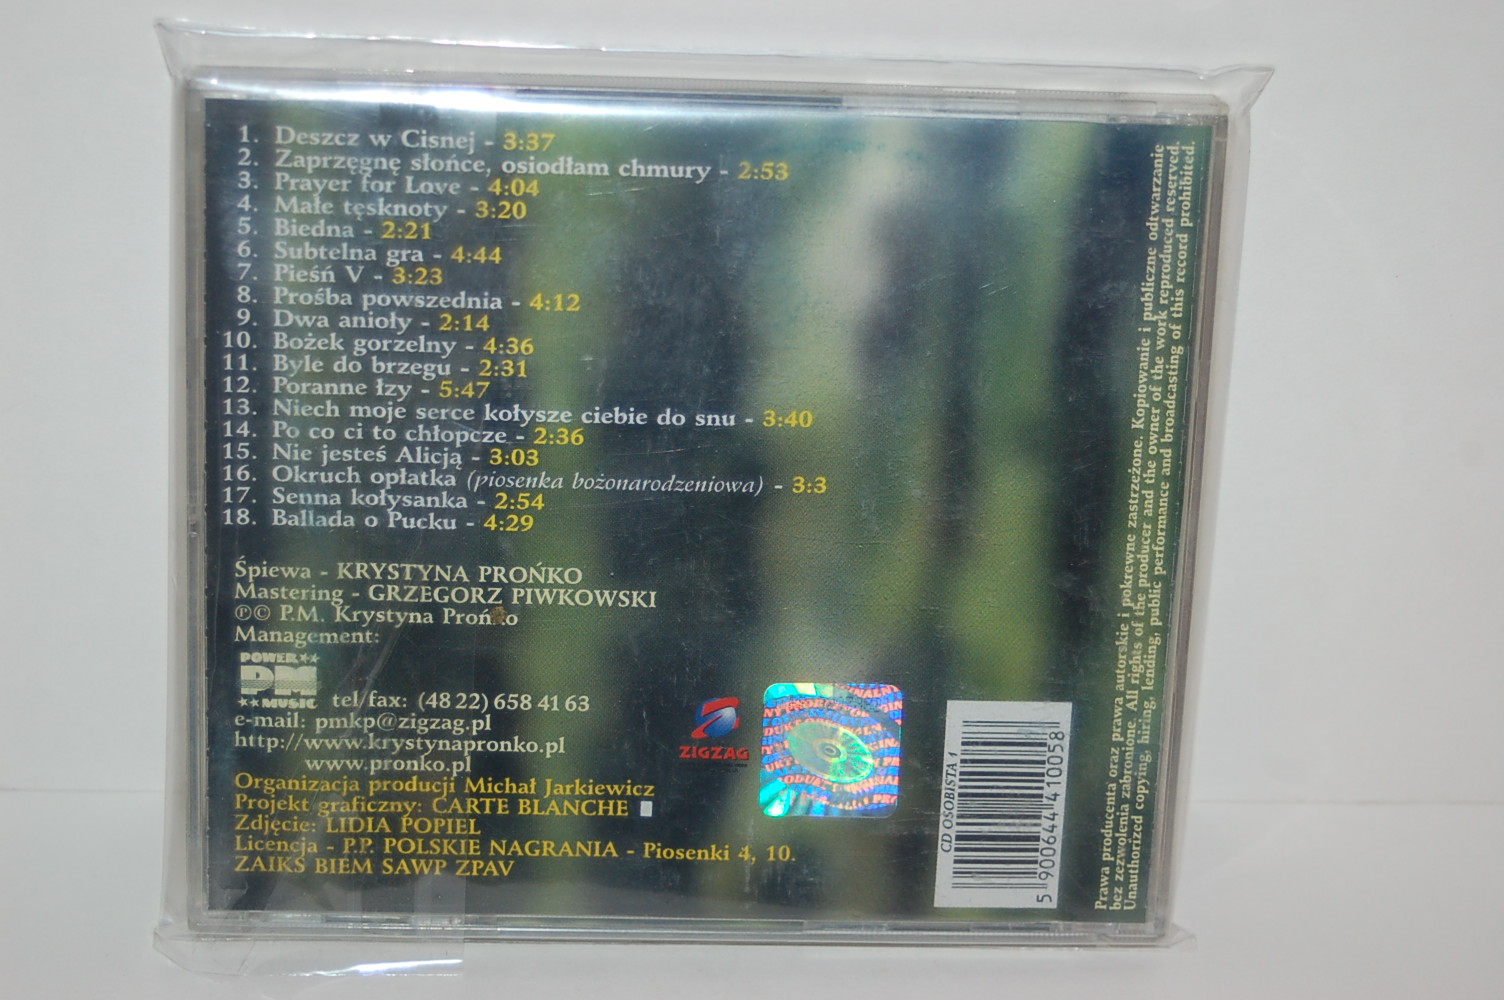 1. Deszcz w Cisnej - 3:37
2. Zaprzęgnę słońce, osiodłam chmury - 2:53
3. Prayer for Love - 4:04
4. Małe tęsknoty - 3:20
5. Biedna - 2:21
6. Subtelna gra - 4:44
7. Pieśń V - 3:23
8. Prośba powszednia - 4:12
9. Dwa anioły - 2:14
10. Bożek gorzelny - 4:36
11. Byle do brzegu - 2:31
12. Poranne łzy - 5:47
13. Niech moje serce kołysze ciebie do snu - 3:40
14. Po co ci to chłopcze - 2:36
15. Nie jesteś Alicją - 3:03
16. Okruch opłatka (piosenka bożonarodzeniowa) - 3:3
17. Senna kołysanka - 2:54
18. Ballada o Pucku - 4:29
Śpiewa - KRYSTYNA PROŃKO
Mastering - GRZEGORZ PIWKOWSKI
℗© P.M. Krystyna Prońko
Management:
POWER
PM
MUSIC
tel/fax: (48 22) 658 41 63
e-mail: pmkp@zigzag.pl
http://www.krystynapronko.pl
www.pronko.pl
Organizacja producji Michał Jarkiewicz
Projekt graficzny: CARTE BLANCHE
Zdjęcie: LIDIA POPIEL
Licencja - P.P. POLSKIE NAGRANIA - Piosenki 4, 10.
ZAIKS BIEM SAWP ZPAV
ZIGZAG
CD OSOBISTA 1
5 900644 410058
Prawa producenta oraz prawa autorskie i pokrewne zastrzeżone. Kopiowanie i publiczne odtwarzanie
bez zezwolenia zabronione. All rights of the producer and the owner of the work reproduced reserved.
Unauthorized copying, hiring, lending, public performance and broadcasting of this record prohibited.